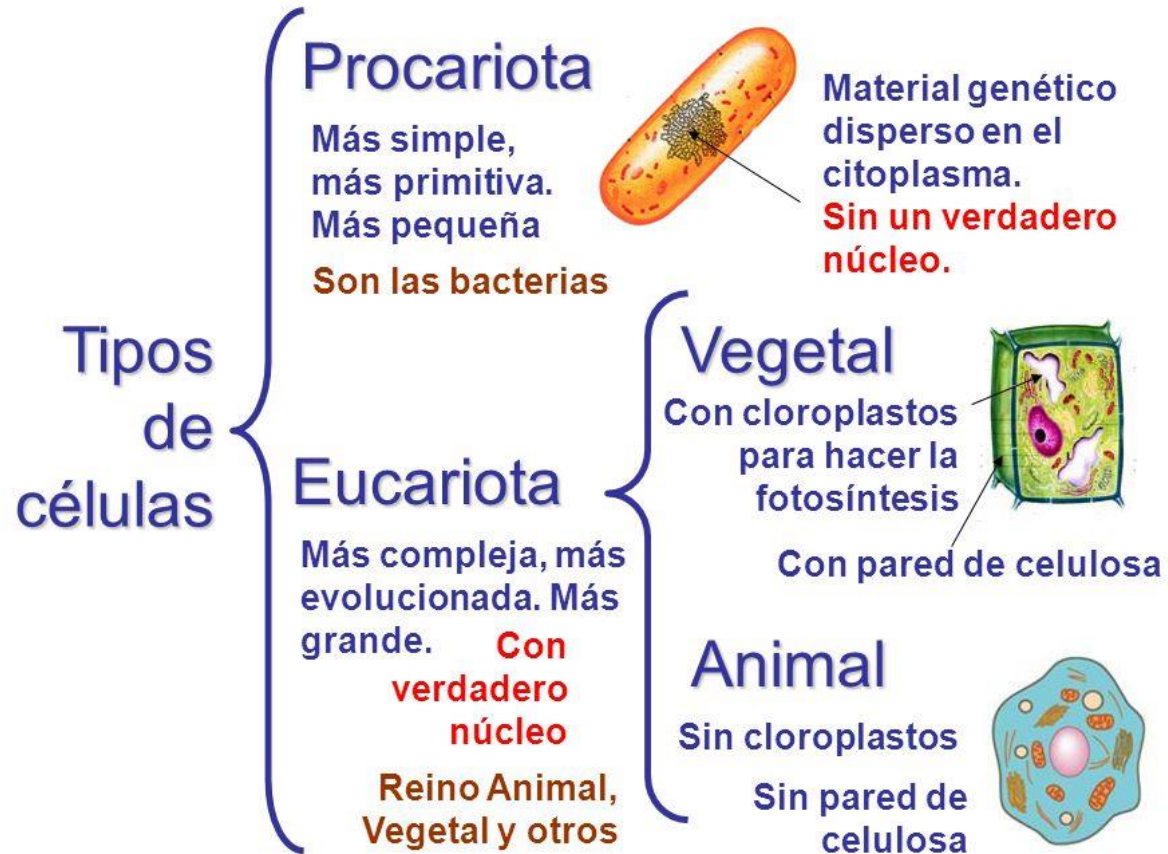 Tipos
de
células
Procariota
Más simple,
más primitiva.
Más pequeña
Son las bacterias
Material genético
disperso en el
citoplasma.
Sin un verdadero
núcleo.
Eucariota
Más compleja, más
evolucionada. Más
grande.
Con
verdadero
núcleo
Reino Animal,
Vegetal y otros
Vegetal
Con cloroplastos
para hacer la
fotosíntesis
Con pared de celulosa
Animal
Sin cloroplastos
Sin pared de
celulosa